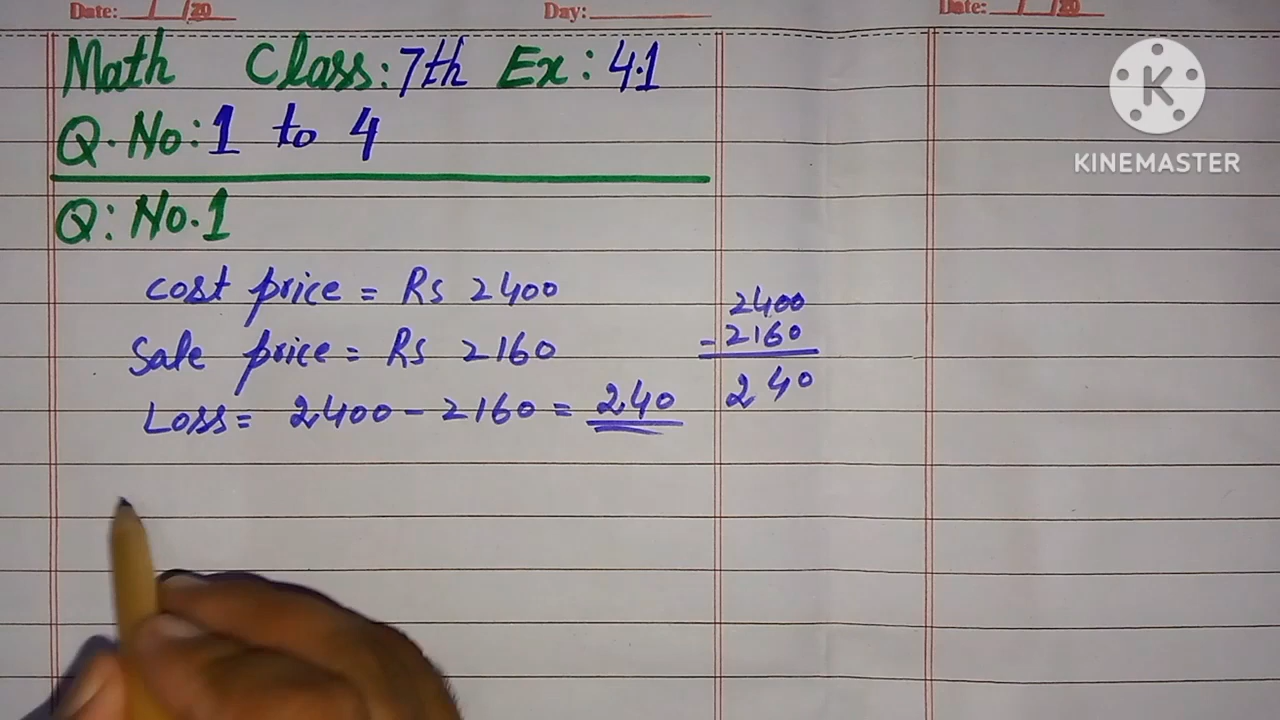 Date: / /20 Day: Date: / /20
Math Class: 7th Ex: 4.1
Q. No: 1 to 4
Q: No. 1
Cost price = Rs 2400
Sale price = Rs 2160
Loss = 2400 - 2160 = 240
2400
- 2160
240
K
KINEMASTER